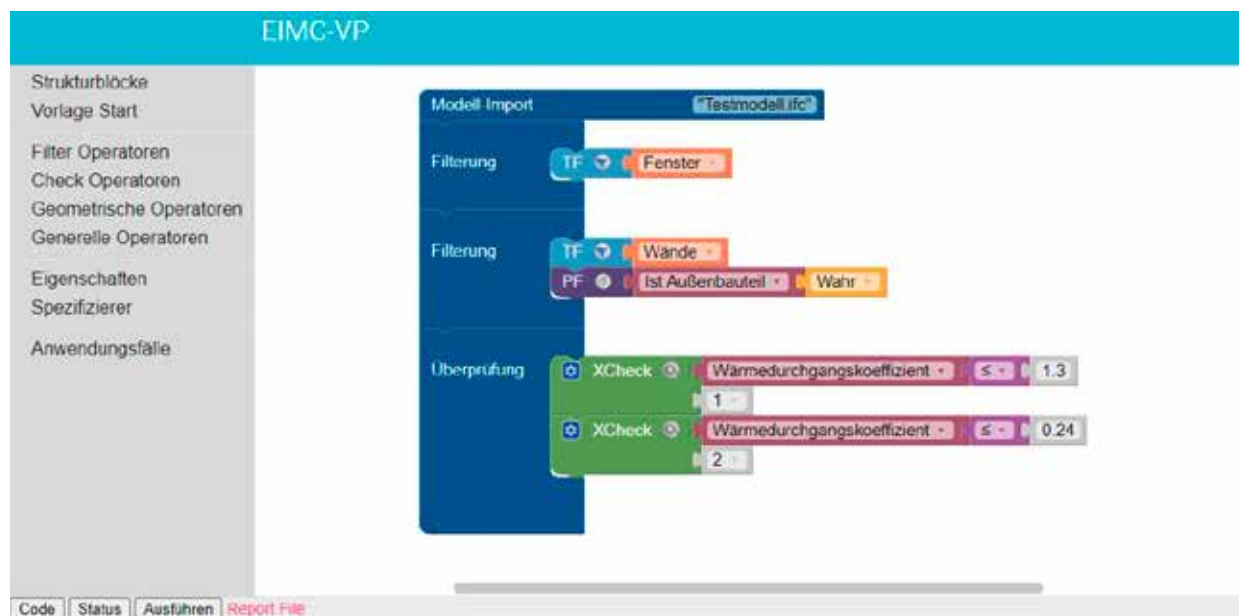 EIMC-VP
Strukturblöcke
Vorlage Start
Filter Operatoren
Check Operatoren
Geometrische Operatoren
Generelle Operatoren
Eigenschaften
Spezifizierer
Anwendungsfälle
Modell Import "Testmodell.ifc"
Filterung TF Fenster
Filterung TF Wände
PF Ist Außenbauteil Wahr
Überprüfung XCheck Wärmedurchgangskoeffizient ≤ 1.3
1
XCheck Wärmedurchgangskoeffizient ≤ 0.24
2
Code Status Ausführen Report File